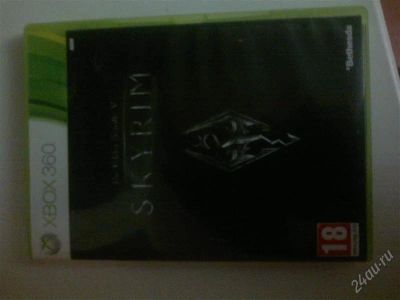 XBOX 360
SKYRIM
Bethesda
18
24au.ru